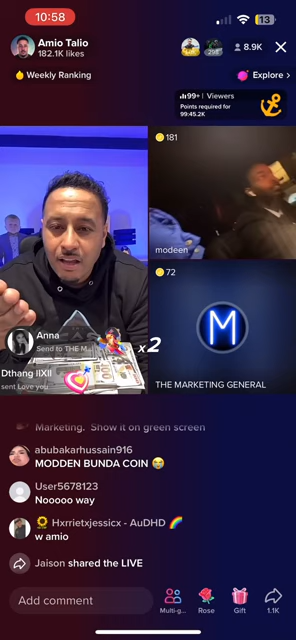 10:58
13
Amio Talio
182.1K likes
8.9K
Weekly Ranking
Explore >
99+ | Viewers
Points required for
99:45.2K
181
modeen
72
M
THE MARKETING GENERAL
Anna
Send to THE Ma
x2
Dthang IIXII
sent Love you
Marketing. Show it on green screen
abubakarhussain916
MODDEN BUNDA COIN 😭
User5678123
Nooooo way
🌻 Hxrrietxjessicx - AuDHD 🌈
w amio
Jaison shared the LIVE
Add comment
Multi-g...
Rose
Gift
1.1K